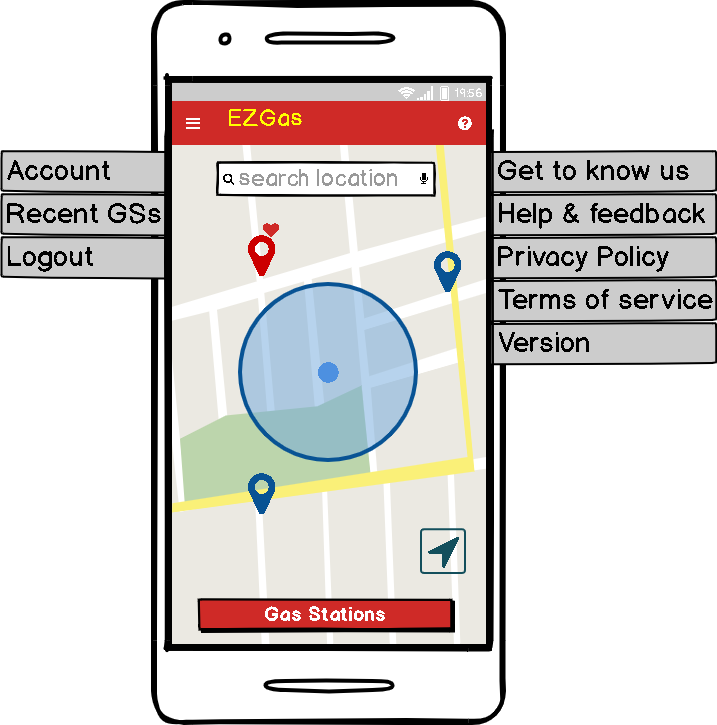 19:56
EZGas
?
Account
Recent GSs
Logout
search location
Get to know us
Help & feedback
Privacy Policy
Terms of service
Version
Gas Stations